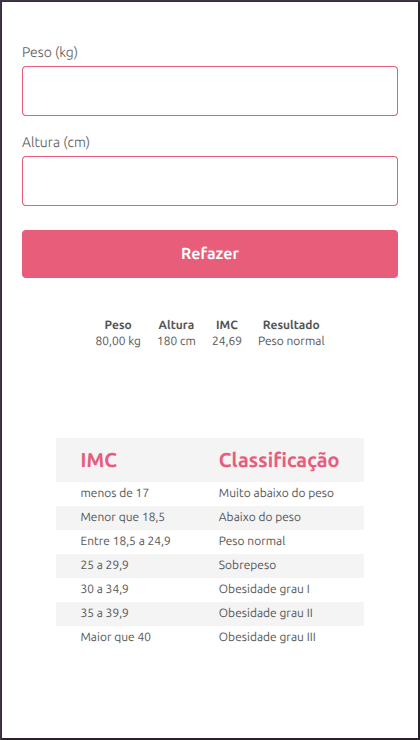 Peso (kg)
Altura (cm)
Refazer
Peso Altura IMC Resultado
80,00 kg 180 cm 24,69 Peso normal
IMC Classificação
menos de 17 Muito abaixo do peso
Menor que 18,5 Abaixo do peso
Entre 18,5 a 24,9 Peso normal
25 a 29,9 Sobrepeso
30 a 34,9 Obesidade grau I
35 a 39,9 Obesidade grau II
Maior que 40 Obesidade grau III